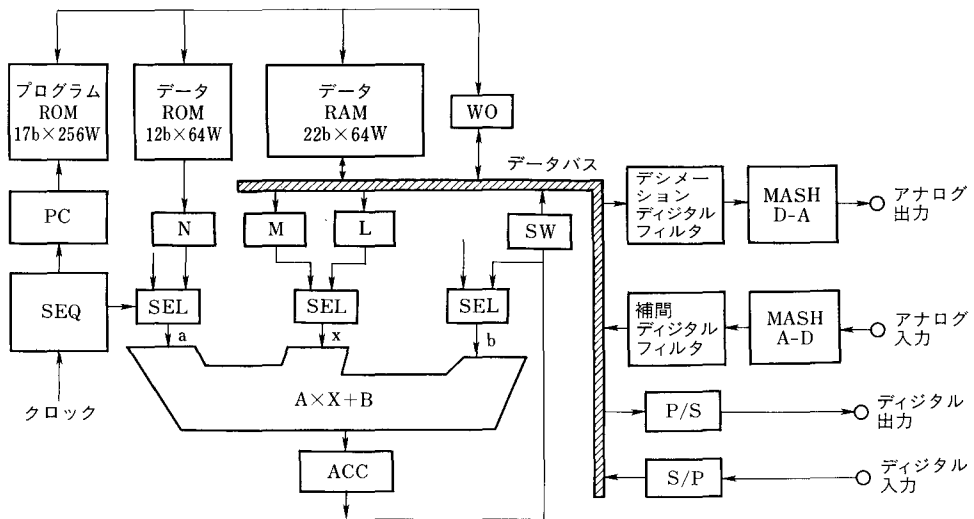 プログラム
ROM
17b×256W
データ
ROM
12b×64W
データ
RAM
22b×64W
WO
データバス
PC
N
M
L
SW
SEQ
SEL
SEL
SEL
a
x
b
A×X+B
クロック
ACC
デシメー
ション
ディジタル
フィルタ
MASH
D-A
アナログ
出力
補間
ディジタル
フィルタ
MASH
A-D
アナログ
入力
P/S
ディジタル
出力
S/P
ディジタル
入力